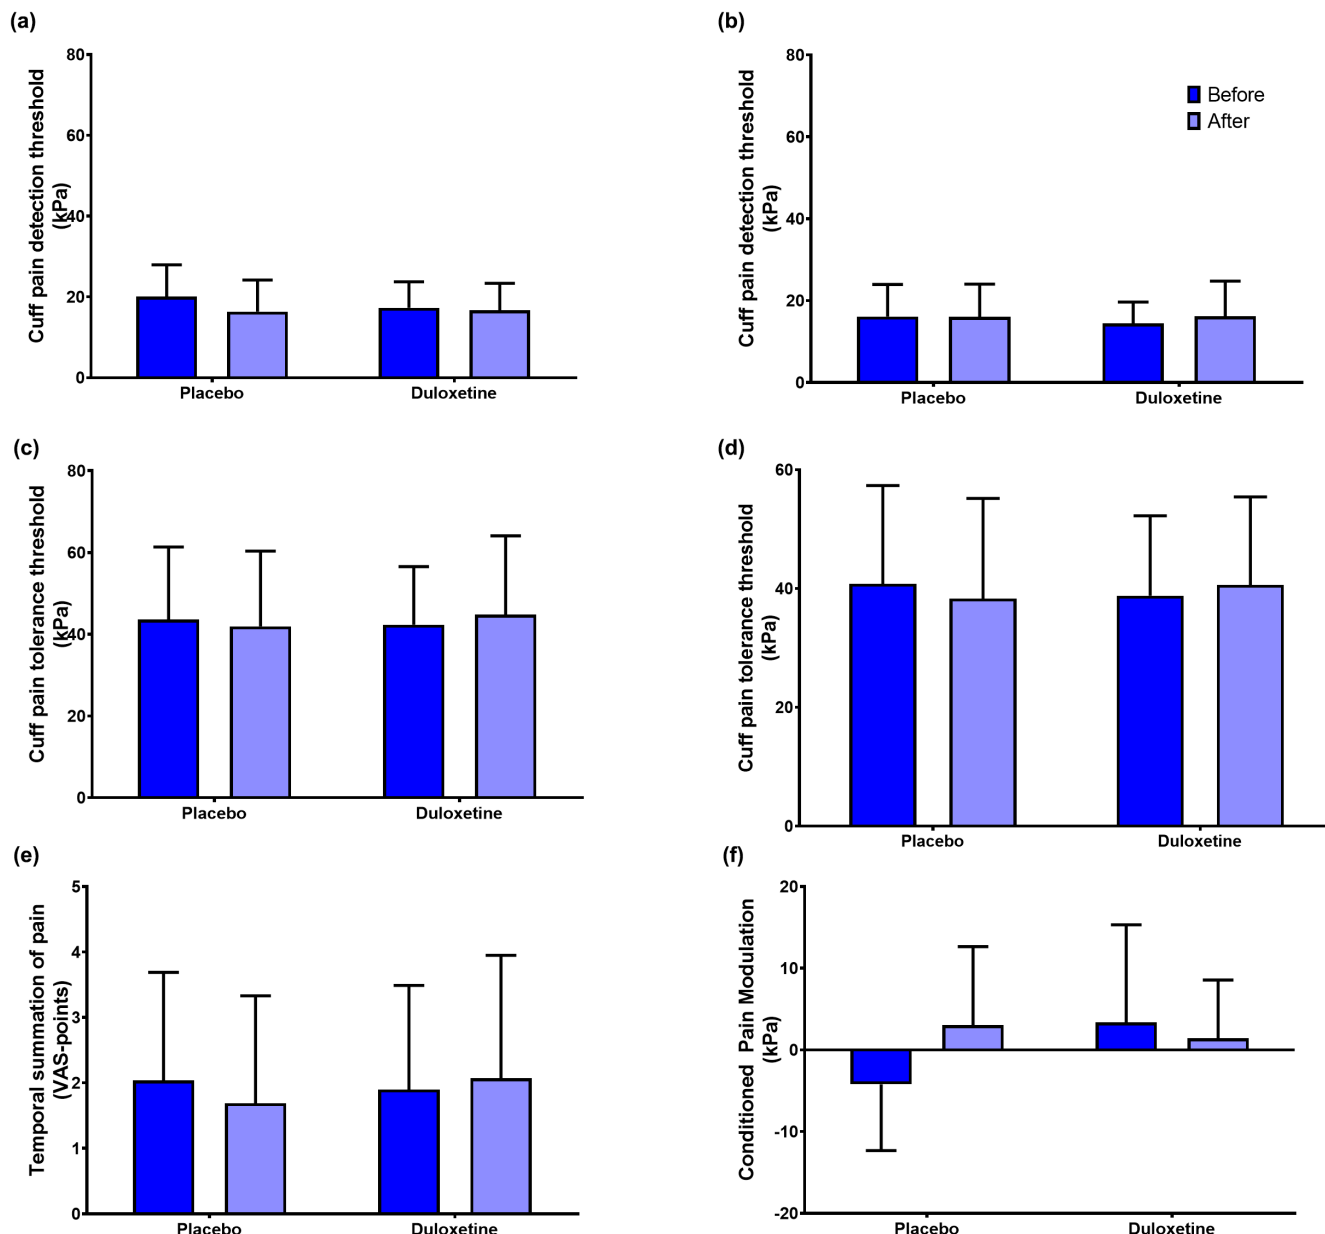 (a)
Cuff pain detection threshold
(kPa)
80
60
40
20
0
Placebo
Duloxetine
(b)
Cuff pain detection threshold
(kPa)
80
60
40
20
0
Placebo
Duloxetine
Before
After
(c)
Cuff pain tolerance threshold
(kPa)
80
60
40
20
0
Placebo
Duloxetine
(d)
Cuff pain tolerance threshold
(kPa)
60
40
20
0
Placebo
Duloxetine
(e)
Temporal summation of pain
(VAS-points)
5
4
3
2
1
0
Placebo
Duloxetine
(f)
Conditioned Pain Modulation
(kPa)
20
10
0
-10
-20
Placebo
Duloxetine